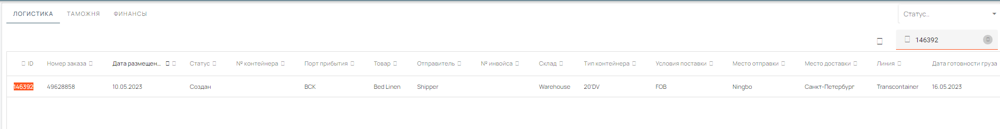 ЛОГИСТИКА ТАМОЖНЯ ФИНАНСЫ Статус..
146392
ID Номер заказа Дата размещен... Статус № контейнера Порт прибытия Товар Отправитель № инвойса Склад Тип контейнера Условия поставки Место отправки Место доставки Линия Дата готовности груза
146392 49628858 10.05.2023 Создан ВСК Bed Linen Shipper Warehouse 20'DV FOB Ningbo Санкт-Петербург Transcontainer 16.05.2023